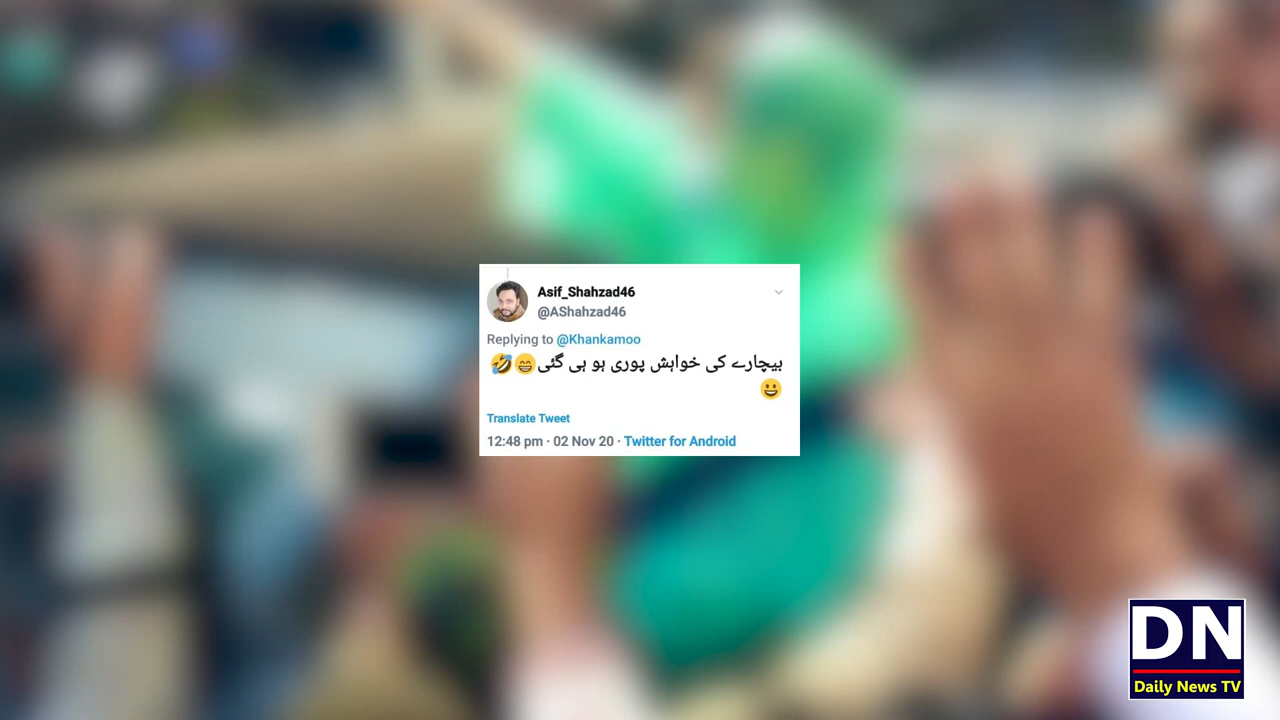 Asif_Shahzad46
@AShahzad46
Replying to @Khankamoo
بیچارے کی خواہش پوری ہو ہی گئی😁🤣
😃
Translate Tweet
12:48 pm · 02 Nov 20 · Twitter for Android
DN
Daily News TV